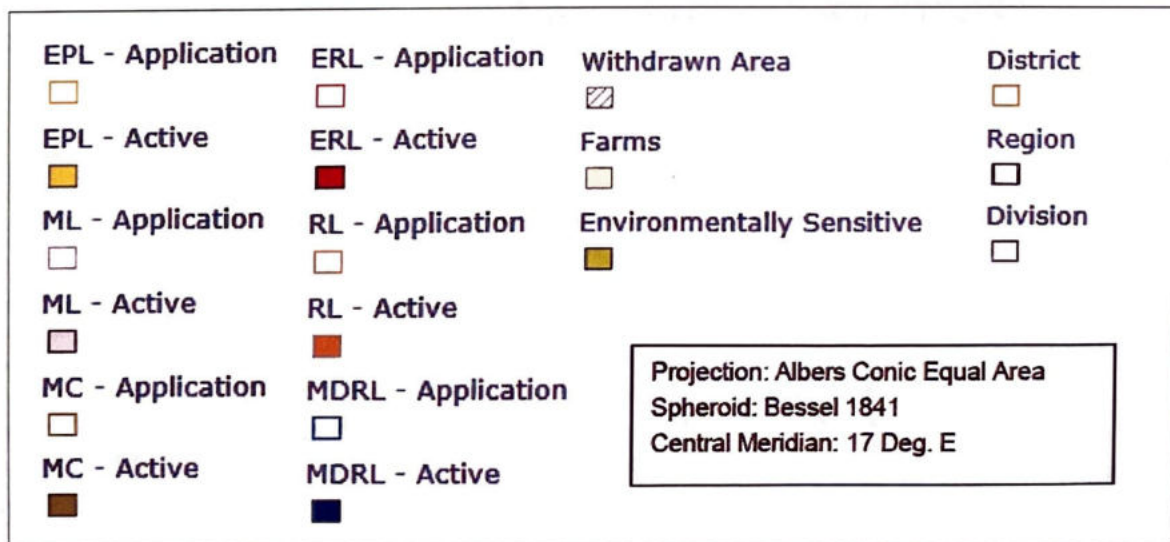 EPL - Application
EPL - Active
ML - Application
ML - Active
MC - Application
MC - Active
ERL - Application
ERL - Active
RL - Application
RL - Active
MDRL - Application
MDRL - Active
Withdrawn Area
Farms
Environmentally Sensitive
District
Region
Division
Projection: Albers Conic Equal Area
Spheroid: Bessel 1841
Central Meridian: 17 Deg. E